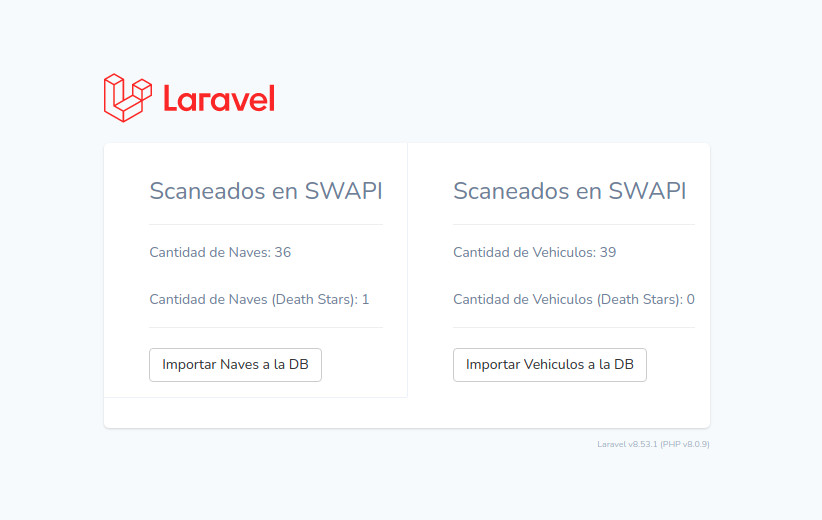 Laravel
Scaneados en SWAPI
Cantidad de Naves: 36
Cantidad de Naves (Death Stars): 1
Importar Naves a la DB
Scaneados en SWAPI
Cantidad de Vehiculos: 39
Cantidad de Vehiculos (Death Stars): 0
Importar Vehiculos a la DB
Laravel v8.53.1 (PHP v8.0.9)